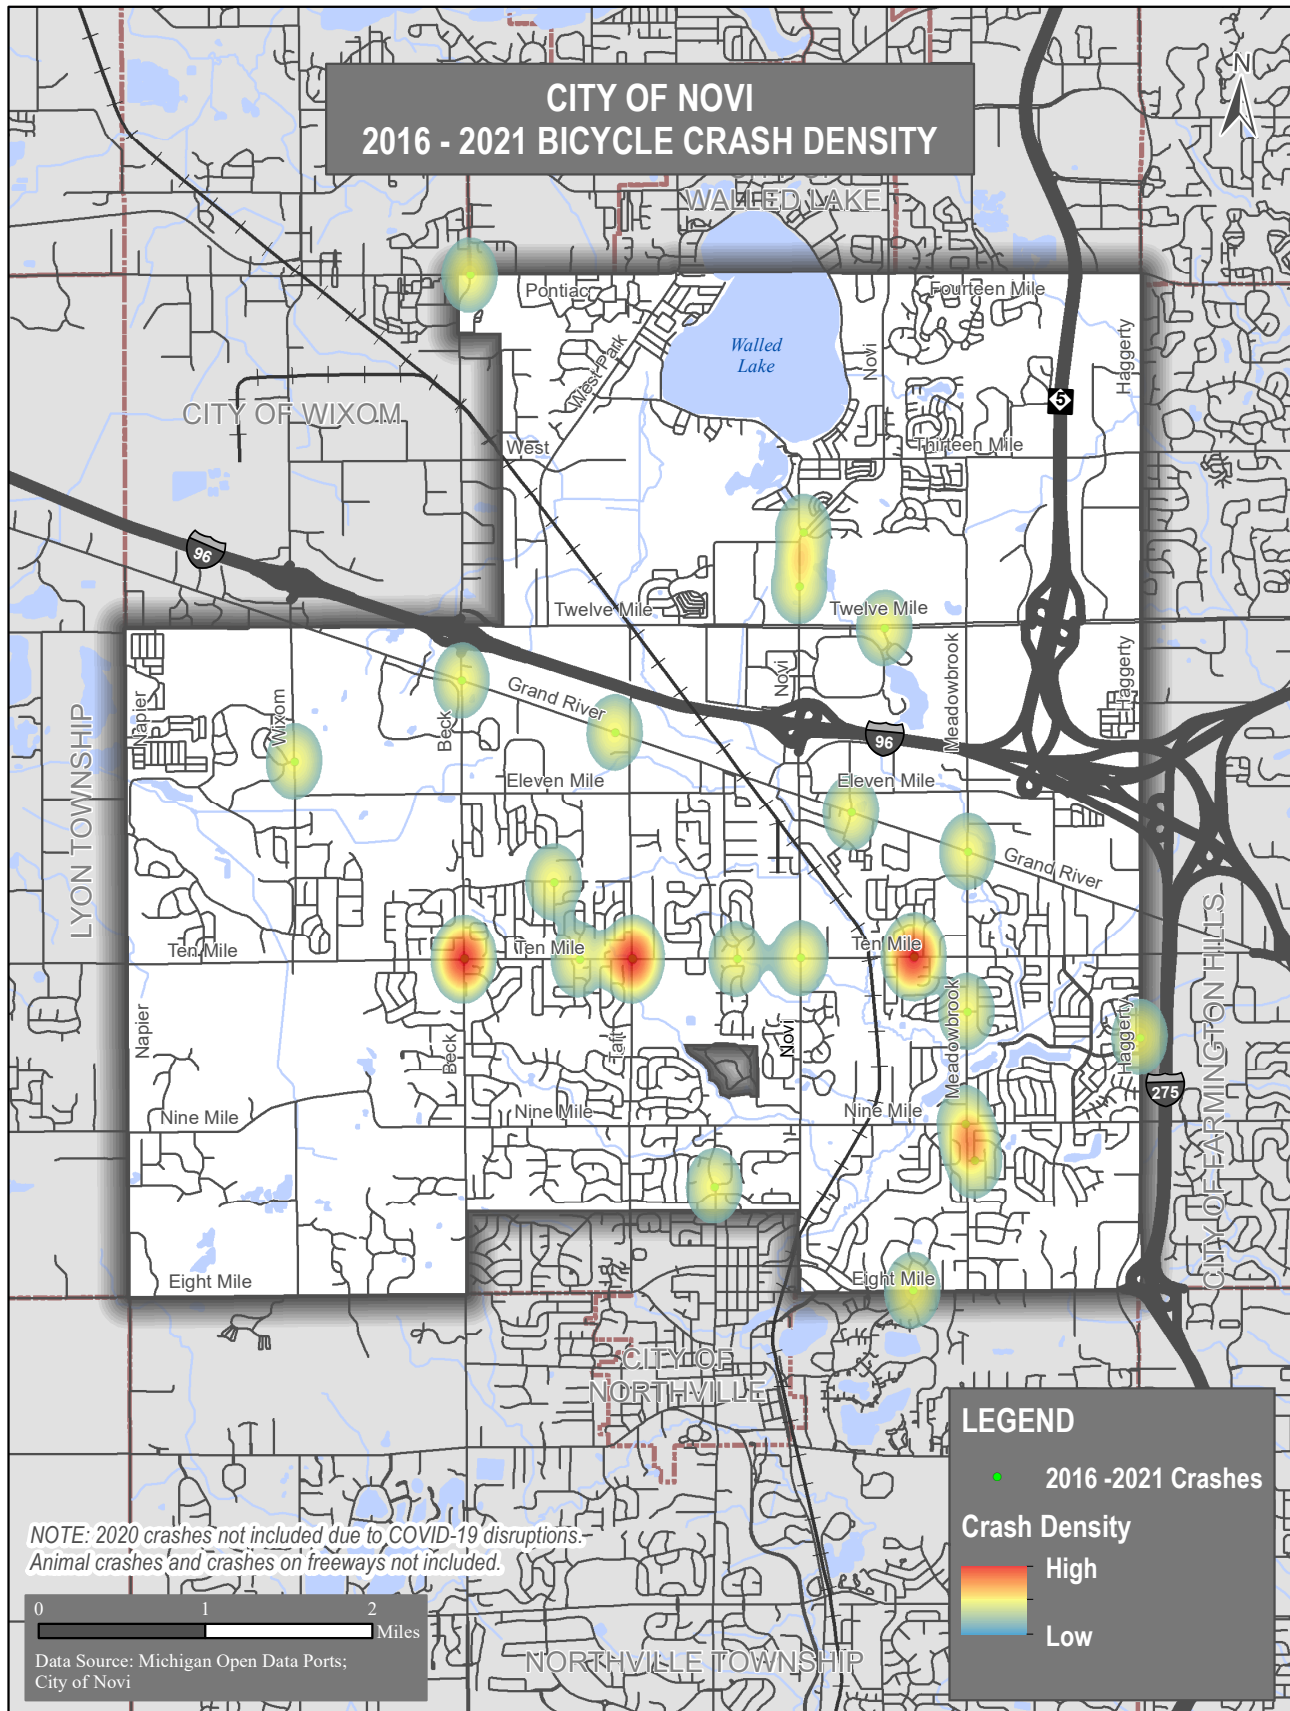 CITY OF NOVI
2016 - 2021 BICYCLE CRASH DENSITY
N
WALLED LAKE
Pontiac
Fourteen Mile
Walled
Lake
West Park
Novi
Haggerty
5
CITY OF WIXOM
West
Thirteen Mile
96
Twelve Mile
Twelve Mile
Napier
Wixom
Beck
Grand River
Novi
Meadowbrook
Haggerty
96
LYON TOWNSHIP
Eleven Mile
Eleven Mile
Grand River
Ten Mile
Ten Mile
Ten Mile
CITY OF FARMINGTON HILLS
Napier
Beck
Taft
Novi
Meadowbrook
Haggerty
275
Nine Mile
Nine Mile
Nine Mile
Eight Mile
Eight Mile
CITY OF
NORTHVILLE
LEGEND
2016 -2021 Crashes
Crash Density
High
Low
NOTE: 2020 crashes not included due to COVID-19 disruptions.
Animal crashes and crashes on freeways not included.
0 1 2
Miles
Data Source: Michigan Open Data Ports;
City of Novi
NORTHVILLE TOWNSHIP